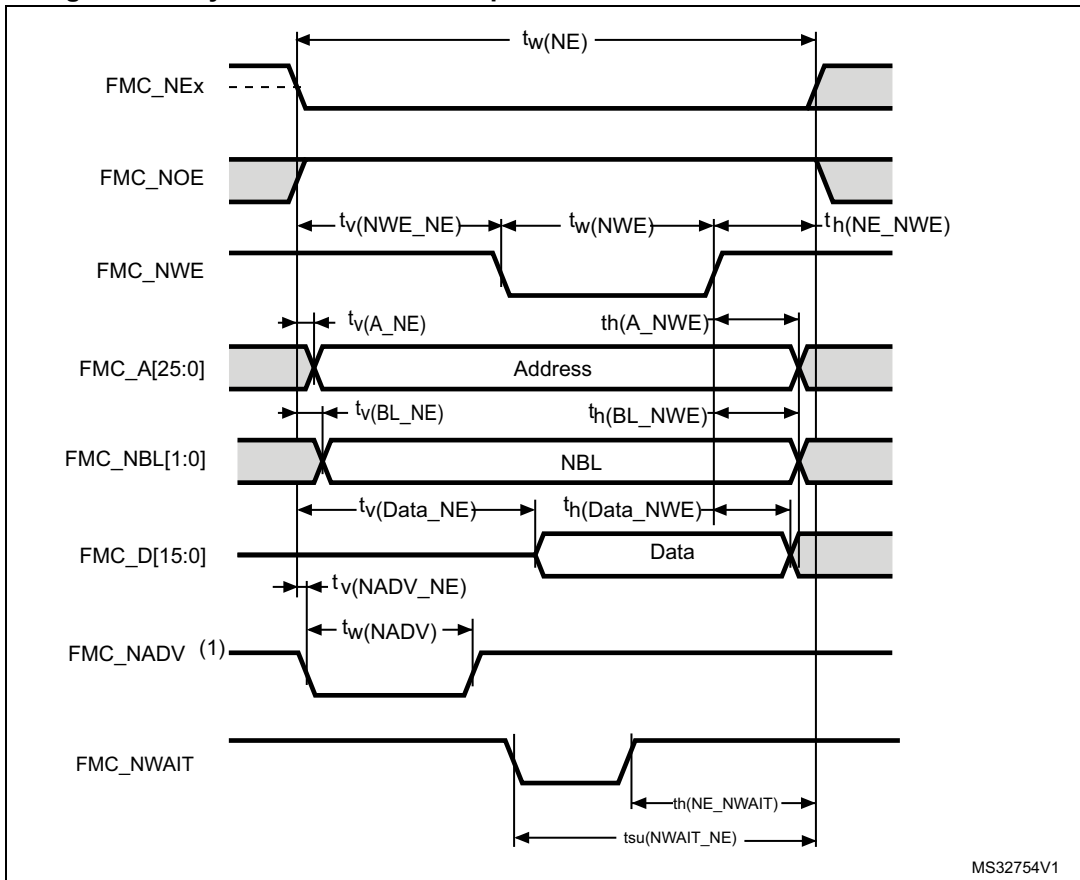 tw(NE)
FMC_NEx
FMC_NOE
tv(NWE_NE) tw(NWE) th(NE_NWE)
FMC_NWE
tv(A_NE) th(A_NWE)
FMC_A[25:0] Address
tv(BL_NE) th(BL_NWE)
FMC_NBL[1:0] NBL
tv(Data_NE) th(Data_NWE)
FMC_D[15:0] Data
tv(NADV_NE)
tw(NADV)
FMC_NADV (1)
FMC_NWAIT
th(NE_NWAIT)
tsu(NWAIT_NE)
MS32754V1